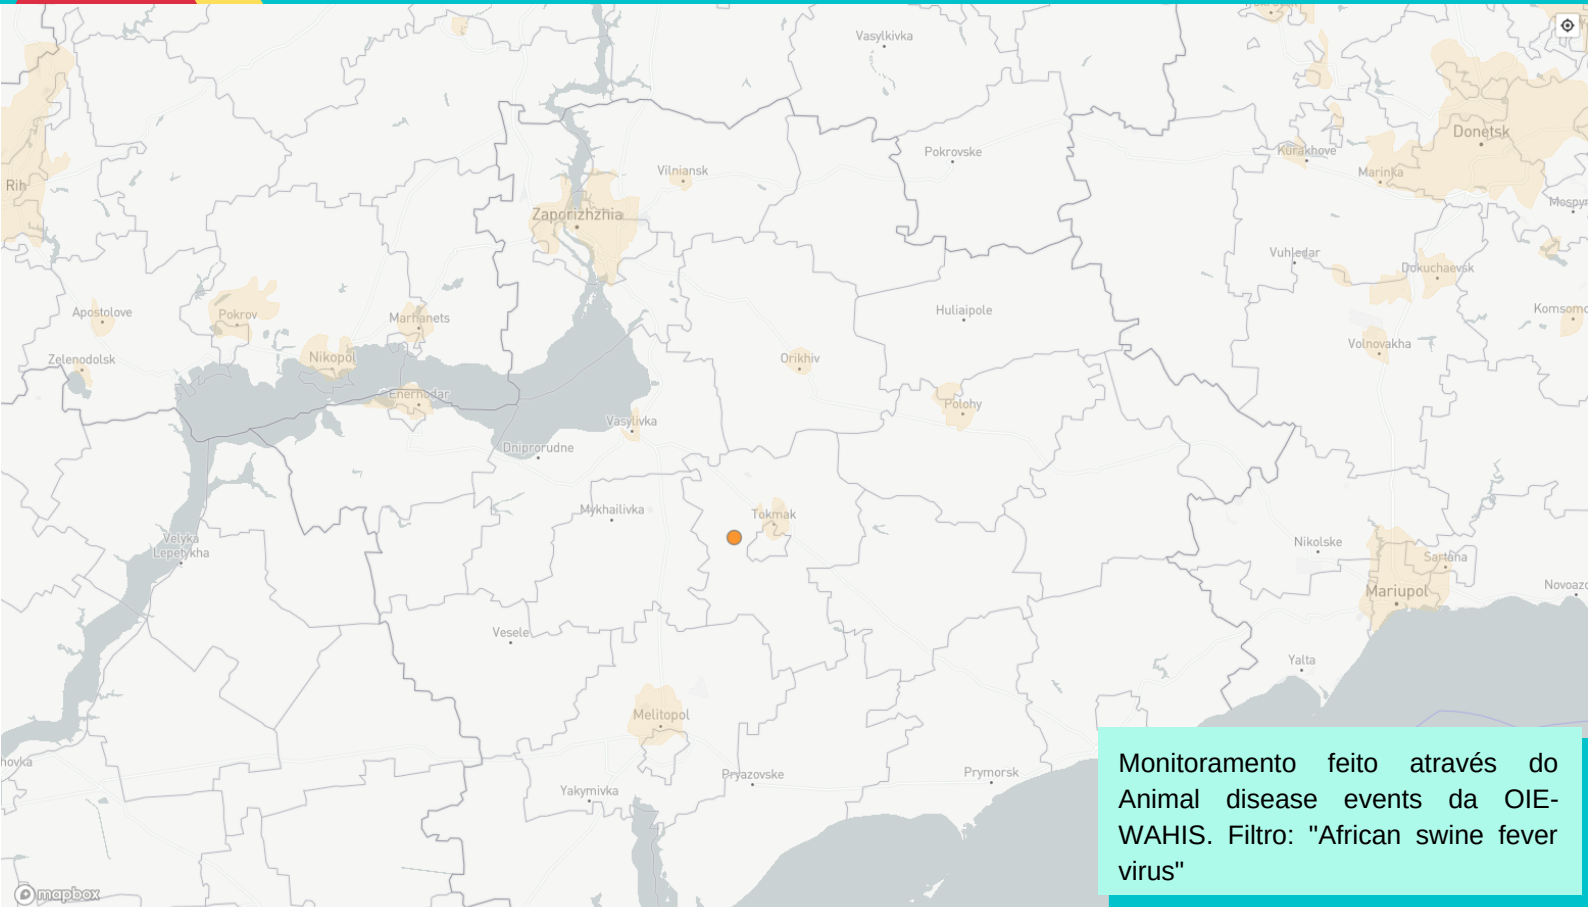 Vasylkivka
Donetsk
Pokrovske
Kurakhove
Vilniansk
Marinka
Rih
Zaporizhzhia
Vuhledar
Dokuchaevsk
Apostolove
Pokrov
Marhanets
Huliaipole
Komsomo
Volnovakha
Zelenodolsk
Nikopol
Orikhiv
Enerhodar
Polohy
Vasylivka
Dniprorudne
Mykhailivka
Tokmak
Velyka
Lepetykha
Nikolske
Sartana
Mariupol
Novoazo
Vesele
Yalta
Melitopol
hovka
Pryazovske
Prymorsk
Yakymivka
Monitoramento feito através do
Animal disease events da OIE-
WAHIS. Filtro: "African swine fever
virus"
mapbox